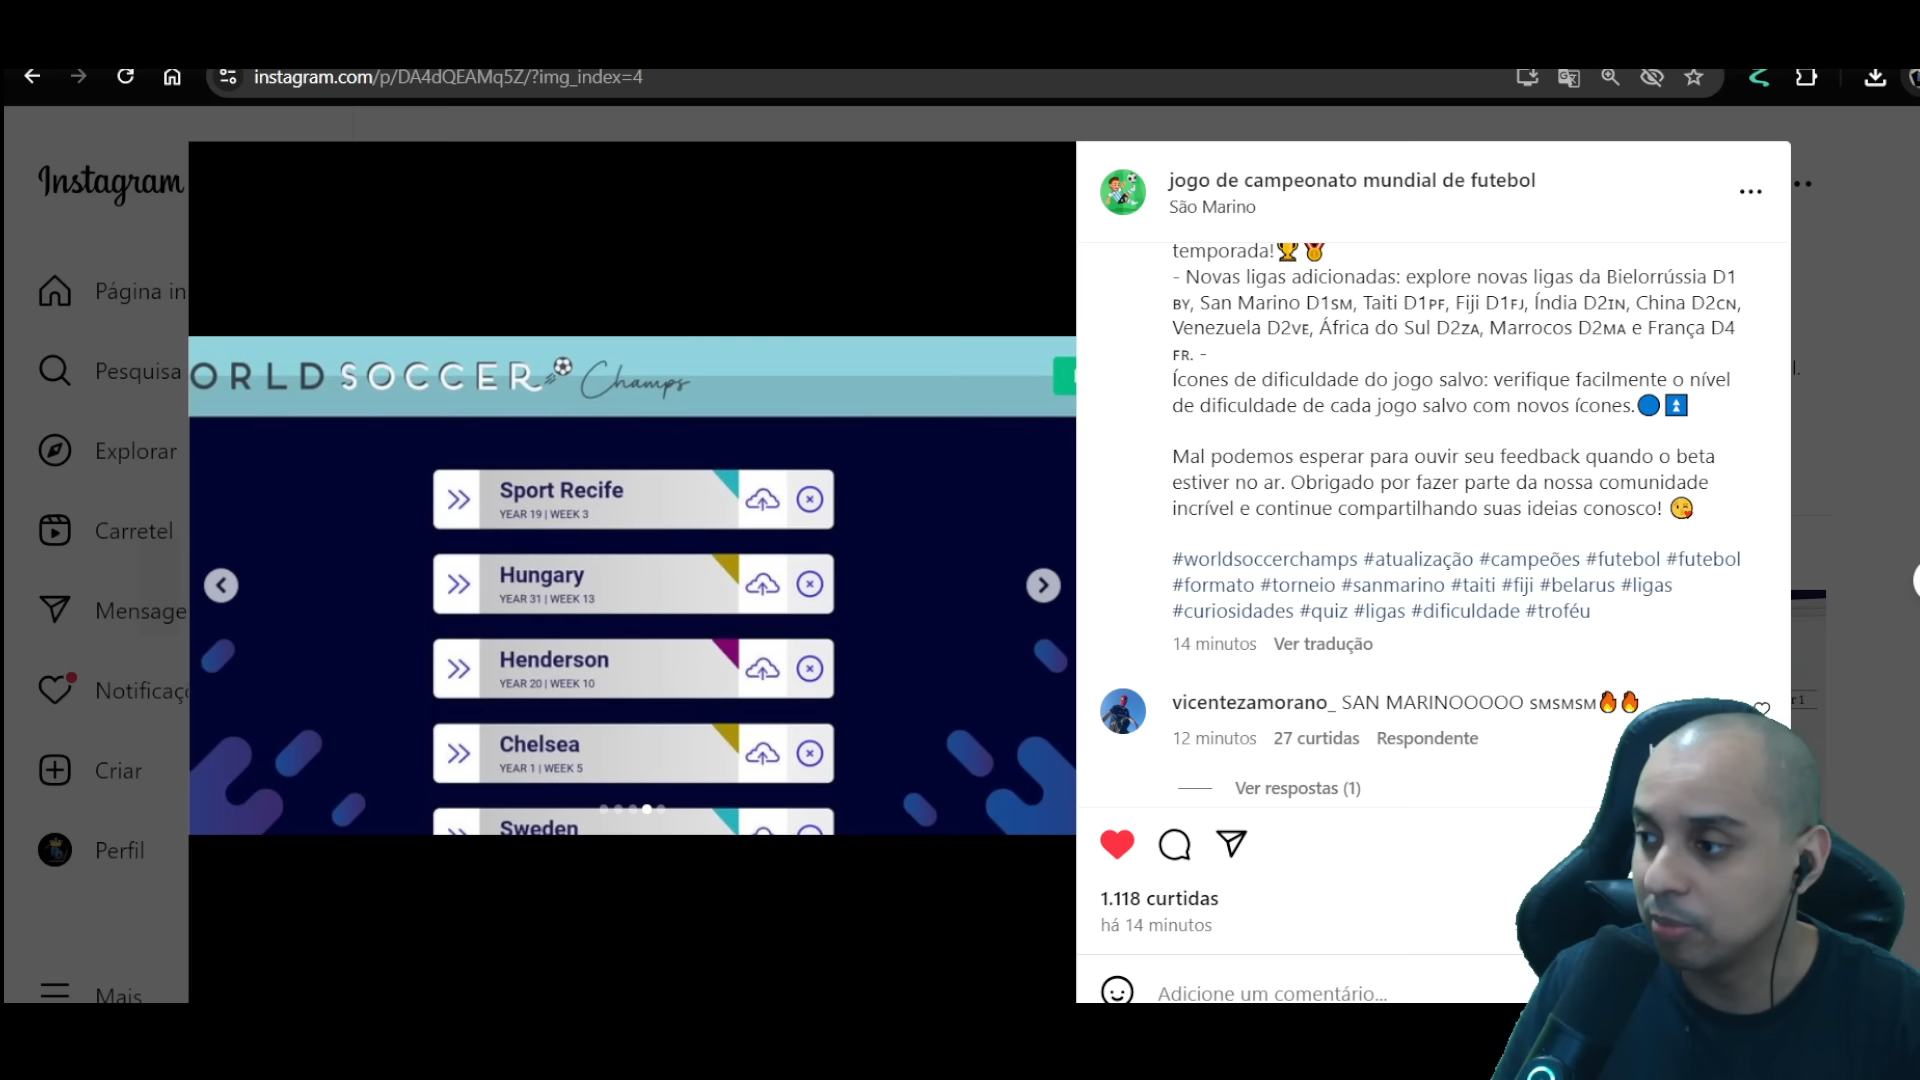 instagram.com/p/DA4dQEAMq5Z/?img_index=4
Instagram
Página in
Pesquisa
Explorar
Carretel
Mensage
Notificaç
Criar
Perfil
Mais
ORLD SOCCER Champs
Sport Recife
YEAR 19 | WEEK 3
Hungary
YEAR 31 | WEEK 13
Henderson
YEAR 20 | WEEK 10
Chelsea
YEAR 1 | WEEK 5
Sweden
jogo de campeonato mundial de futebol
São Marino
temporada!🏆🏅
- Novas ligas adicionadas: explore novas ligas da Bielorrússia D1
BY, San Marino D1SM, Taiti D1PF, Fiji D1FJ, Índia D2IN, China D2CN,
Venezuela D2VE, África do Sul D2ZA, Marrocos D2MA e França D4
FR. -
Ícones de dificuldade do jogo salvo: verifique facilmente o nível
de dificuldade de cada jogo salvo com novos ícones.🔵⏫
Mal podemos esperar para ouvir seu feedback quando o beta
estiver no ar. Obrigado por fazer parte da nossa comunidade
incrível e continue compartilhando suas ideias conosco! 😘
#worldsoccerchamps #atualização #campeões #futebol #futebol
#formato #torneio #sanmarino #taiti #fiji #belarus #ligas
#curiosidades #quiz #ligas #dificuldade #troféu
14 minutos Ver tradução
vicentezamorano_ SAN MARINOOOOO SMSMSM🔥🔥
12 minutos 27 curtidas Respondente
Ver respostas (1)
1.118 curtidas
há 14 minutos
Adicione um comentário...